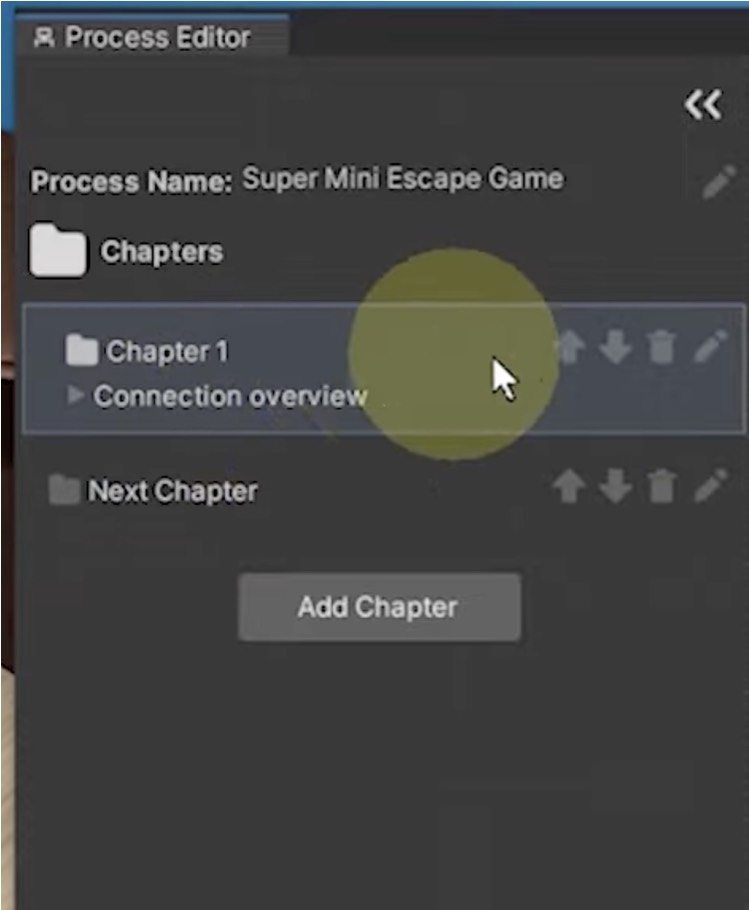 Process Editor
Process Name: Super Mini Escape Game
Chapters
Chapter 1
Connection overview
Next Chapter
Add Chapter